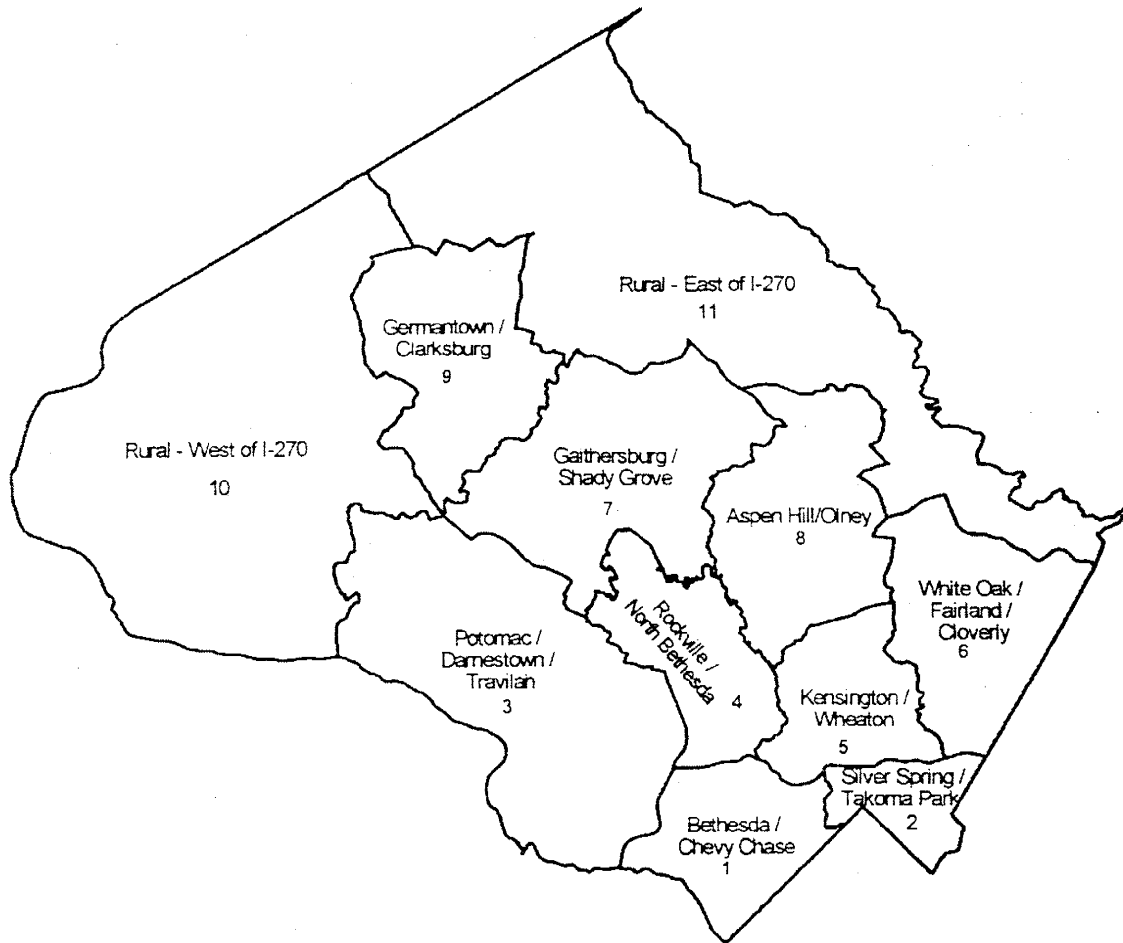 Rural - East of I-270
11
Germantown /
Clarksburg
9
Rural - West of I-270
10
Gaithersburg /
Shady Grove
7
Aspen Hill/Olney
8
White Oak /
Fairland /
Cloverly
6
Rockville /
North Bethesda
4
Potomac /
Darnestown /
Travilah
3
Kensington /
Wheaton
5
Silver Spring /
Takoma Park
2
Bethesda /
Chevy Chase
1